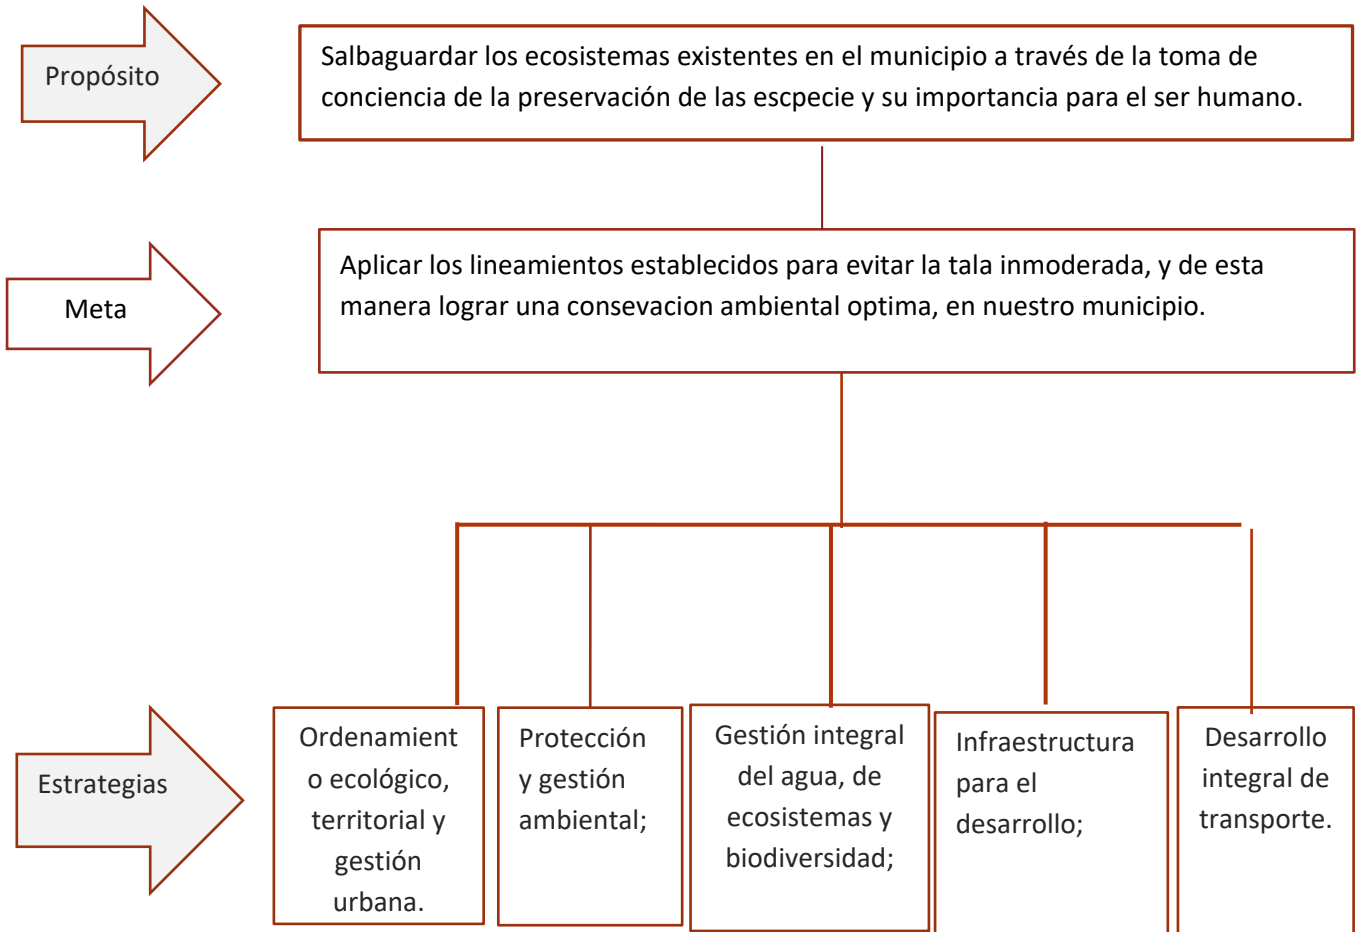 Propósito
Salbaguardar los ecosistemas existentes en el municipio a través de la toma de
conciencia de la preservación de las escpecie y su importancia para el ser humano.
Meta
Aplicar los lineamientos establecidos para evitar la tala inmoderada, y de esta
manera lograr una consevacion ambiental optima, en nuestro municipio.
Estrategias
Ordenamient
o ecológico,
territorial y
gestión
urbana.
Protección
y gestión
ambiental;
Gestión integral
del agua, de
ecosistemas y
biodiversidad;
Infraestructura
para el
desarrollo;
Desarrollo
integral de
transporte.